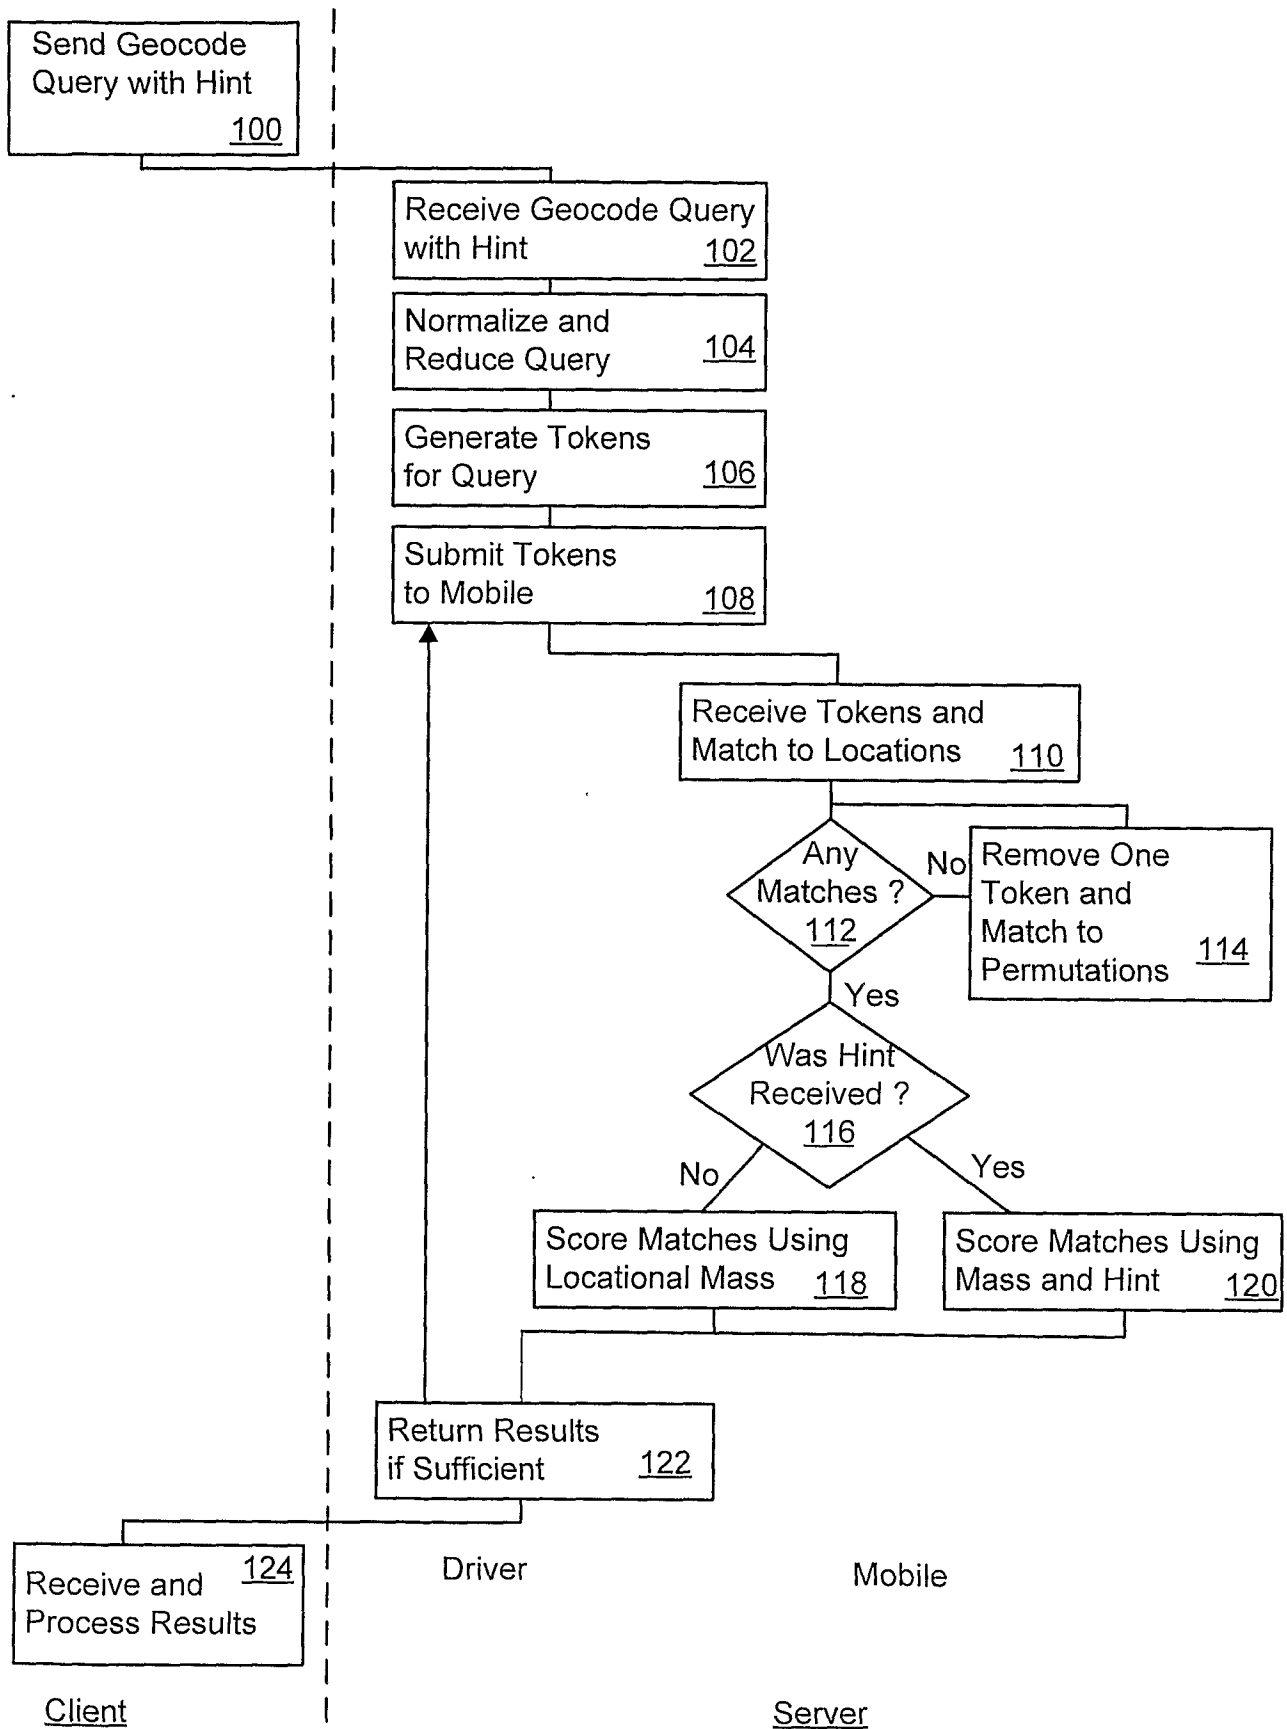 Send Geocode
Query with Hint
100
Receive Geocode Query
with Hint 102
Normalize and
Reduce Query 104
Generate Tokens
for Query 106
Submit Tokens
to Mobile 108
Receive Tokens and
Match to Locations 110
Any
Matches ?
112
No
Remove One
Token and
Match to
Permutations 114
Yes
Was Hint
Received ?
116
No
Yes
Score Matches Using
Locational Mass 118
Score Matches Using
Mass and Hint 120
Return Results
if Sufficient 122
124
Receive and
Process Results
Driver
Mobile
Client
Server